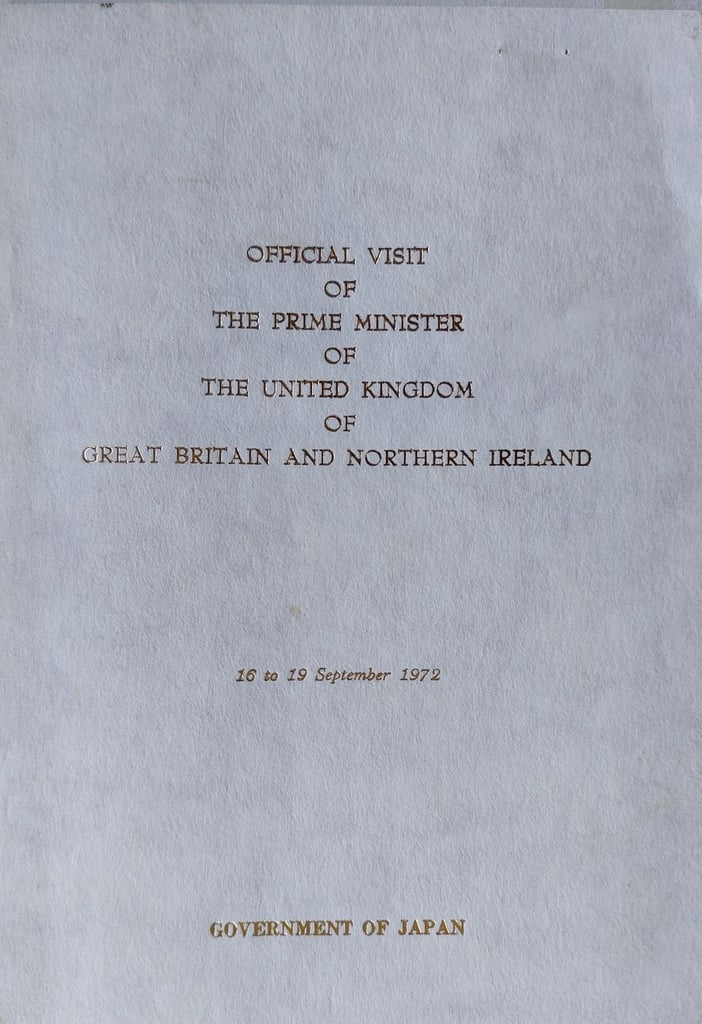 OFFICIAL VISIT
OF
THE PRIME MINISTER
OF
THE UNITED KINGDOM
OF
GREAT BRITAIN AND NORTHERN IRELAND
16 to 19 September 1972
GOVERNMENT OF JAPAN